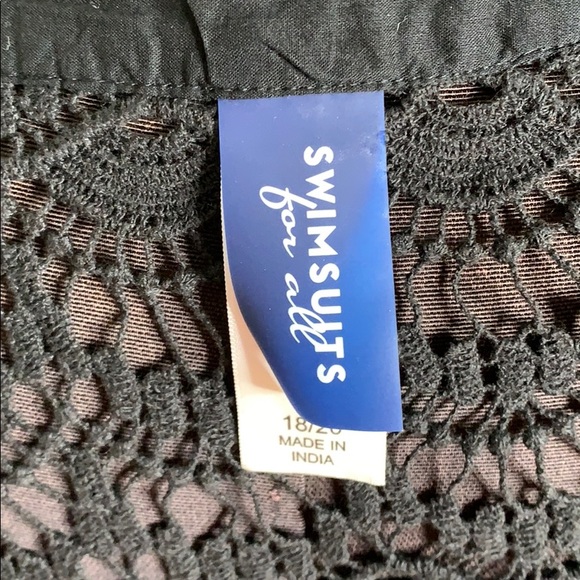 SWIMSUITS
for all
18/20
MADE IN
INDIA